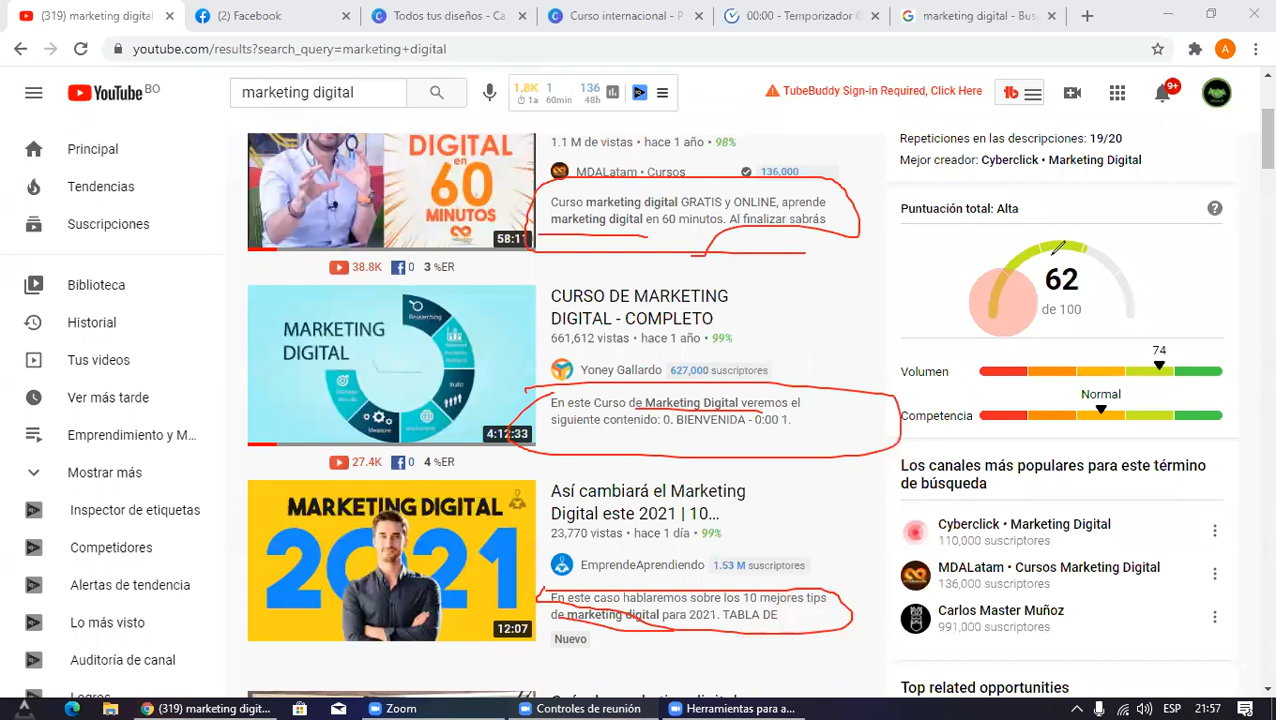 (319) marketing digital
(2) Facebook
Todos tus diseños - Ca
Curso internacional - P
00:00 - Temporizador
marketing digital - Bus
youtube.com/results?search_query=marketing+digital
YouTube BO
marketing digital
1.8K 1 136
1a 60min 48h
TubeBuddy Sign-in Required, Click Here
tb
9+
A
Principal
Tendencias
Suscripciones
Biblioteca
Historial
Tus videos
Ver más tarde
Emprendimiento y M...
Mostrar más
Inspector de etiquetas
Competidores
Alertas de tendencia
Lo más visto
Auditoría de canal
Logros
DIGITAL
en
60
MINUTOS
58:11
1.1 M de vistas • hace 1 año • 98%
MDALatam • Cursos 136,000
Curso marketing digital GRATIS y ONLINE, aprende
marketing digital en 60 minutos. Al finalizar sabrás
38.8K 0 3 %ER
MARKETING
DIGITAL
Researching
Build
Implement
Measure
4:12:33
CURSO DE MARKETING
DIGITAL - COMPLETO
661,612 vistas • hace 1 año • 99%
Yoney Gallardo 627,000 suscriptores
En este Curso de Marketing Digital veremos el
siguiente contenido: 0. BIENVENIDA - 0:00 1.
27.4K 0 4 %ER
MARKETING DIGITAL
2021
12:07
Así cambiará el Marketing
Digital este 2021 | 10...
23,770 vistas • hace 1 día • 99%
EmprendeAprendiendo 1.53 M suscriptores
En este caso hablaremos sobre los 10 mejores tips
de marketing digital para 2021. TABLA DE
Nuevo
Repeticiones en las descripciones: 19/20
Mejor creador: Cyberclick • Marketing Digital
Puntuación total: Alta
62
de 100
74
Volumen
Normal
Competencia
Los canales más populares para este término
de búsqueda
Cyberclick • Marketing Digital
110,000 suscriptores
MDALatam • Cursos Marketing Digital
136,000 suscriptores
Carlos Master Muñoz
991,000 suscriptores
Top related opportunities
(319) marketing digit...
Zoom
Controles de reunión
Herramientas para a...
ESP
21:57